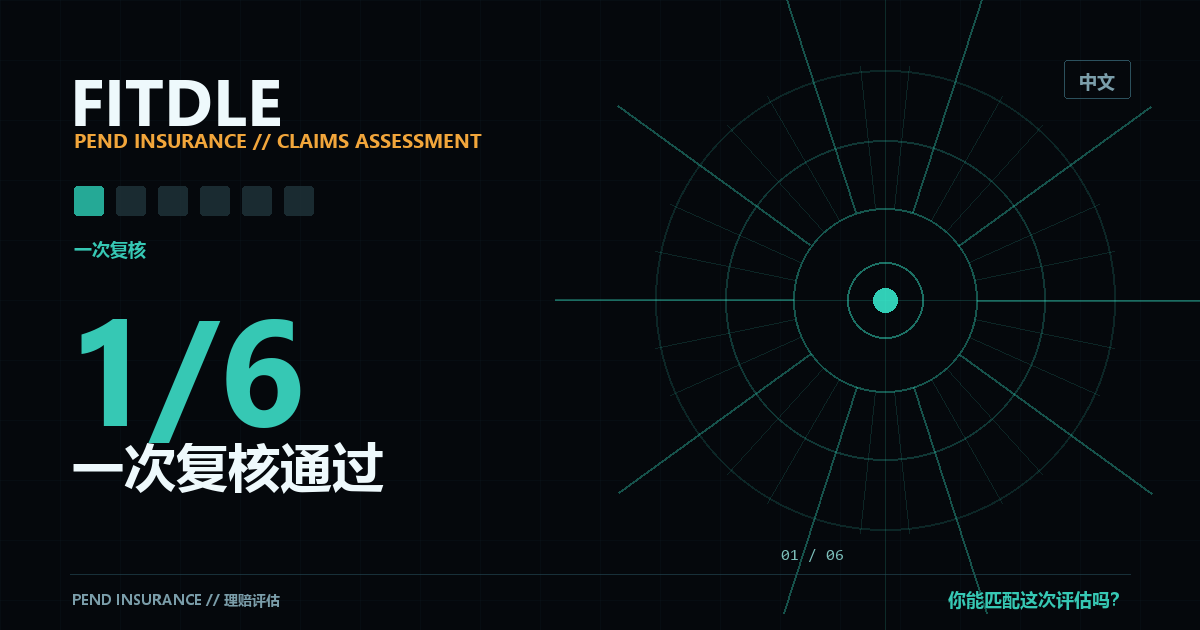 FITDLE
中文
PEND INSURANCE // CLAIMS ASSESSMENT
一次复核
1/6
一次复核通过
01 / 06
PEND INSURANCE // 理赔评估
你能匹配这次评估吗?